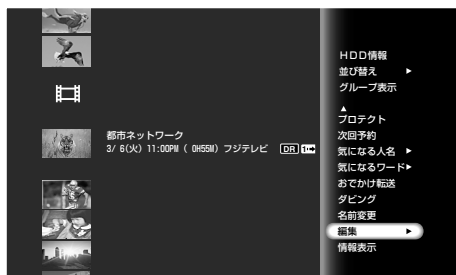 HDD情報
並び替え ▶
グループ表示
▲
プロテクト
次回予約
気になる人名 ▶
気になるワード▶
おでかけ転送
ダビング
名前変更
編集 ▶
情報表示
都市ネットワーク
3/ 6(火) 11:00PM ( 0H55M) フジテレビ DR 1➡